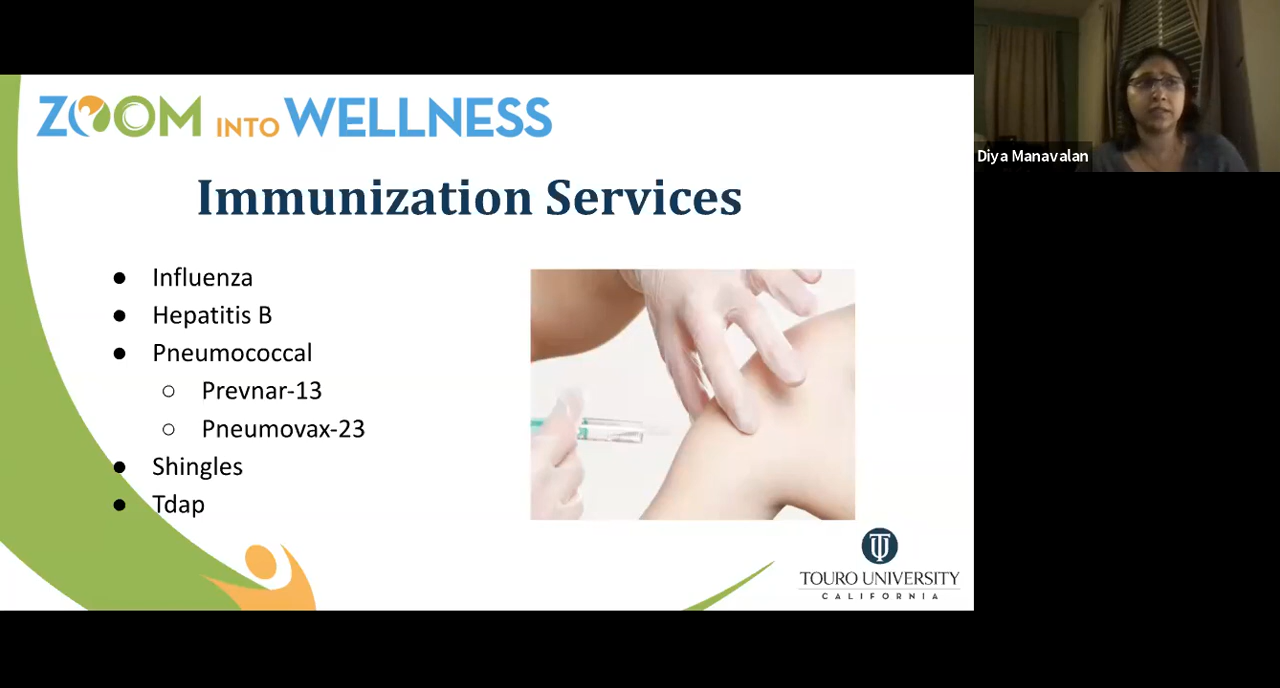 ZOOM INTO WELLNESS
Immunization Services
● Influenza
● Hepatitis B
● Pneumococcal
○ Prevnar-13
○ Pneumovax-23
● Shingles
● Tdap
TOURO UNIVERSITY
CALIFORNIA
Diya Manavalan